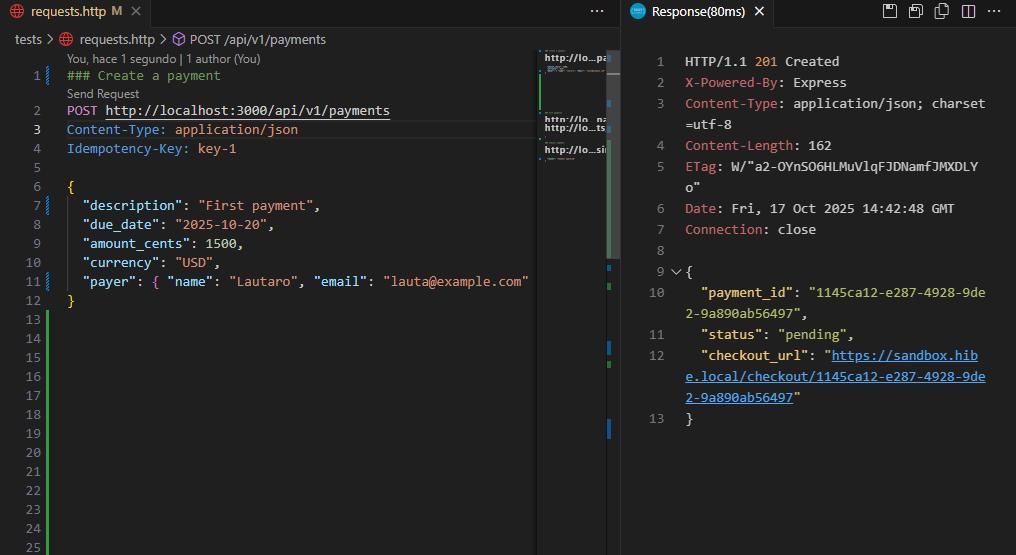 requests.http M
tests > requests.http > POST /api/v1/payments
You, hace 1 segundo | 1 author (You)
1 ### Create a payment
Send Request
2 POST http://localhost:3000/api/v1/payments
3 Content-Type: application/json
4 Idempotency-Key: key-1
5
6 {
7 "description": "First payment",
8 "due_date": "2025-10-20",
9 "amount_cents": 1500,
10 "currency": "USD",
11 "payer": { "name": "Lautaro", "email": "lauta@example.com"
12 }
13
14
15
16
17
18
19
20
21
22
23
24
25
http://lo...pa
http://lo...pa
http://lo...ts
http://lo...si
Response(80ms)
1 HTTP/1.1 201 Created
2 X-Powered-By: Express
3 Content-Type: application/json; charset
=utf-8
4 Content-Length: 162
5 ETag: W/"a2-OYnSO6HLMuVlqFJDNamfJMXDLY
o"
6 Date: Fri, 17 Oct 2025 14:42:48 GMT
7 Connection: close
8
9 {
10 "payment_id": "1145ca12-e287-4928-9de
2-9a890ab56497",
11 "status": "pending",
12 "checkout_url": "https://sandbox.hib
e.local/checkout/1145ca12-e287-4928-9de
2-9a890ab56497"
13 }